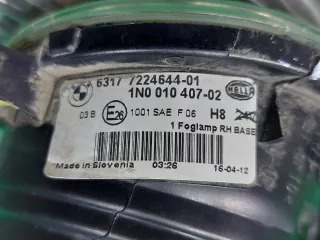 6317 7224644-01
1N0 010 407-02
HELLA
03 B E26 1001 SAE F 06 H8
1 Foglamp RH BASE
Made in Slovenia 03:26 16-04-12